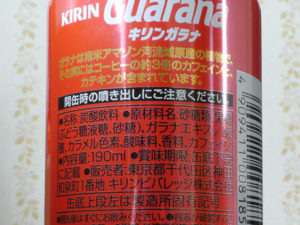 KIRIN Guarana
キリンガラナ
ガラナは南米アマゾン河流域原産の植物で、
その実にはコーヒーの約3倍のカフェインと、
カテキンが含まれています。
開缶時の噴き出しにご注意ください。
●名称:炭酸飲料 ●原材料名:砂糖類(果糖
ぶどう糖液糖、砂糖)、ガラナエキス/炭酸、
カラメル色素、酸味料、香料、カフェイン
●内容量:190ml ●賞味期限:缶底下段
に記載 ●販売者:東京都千代田区神田和泉
町1番地 キリンビバレッジ株式会社
缶底上段左は製造所固有記号